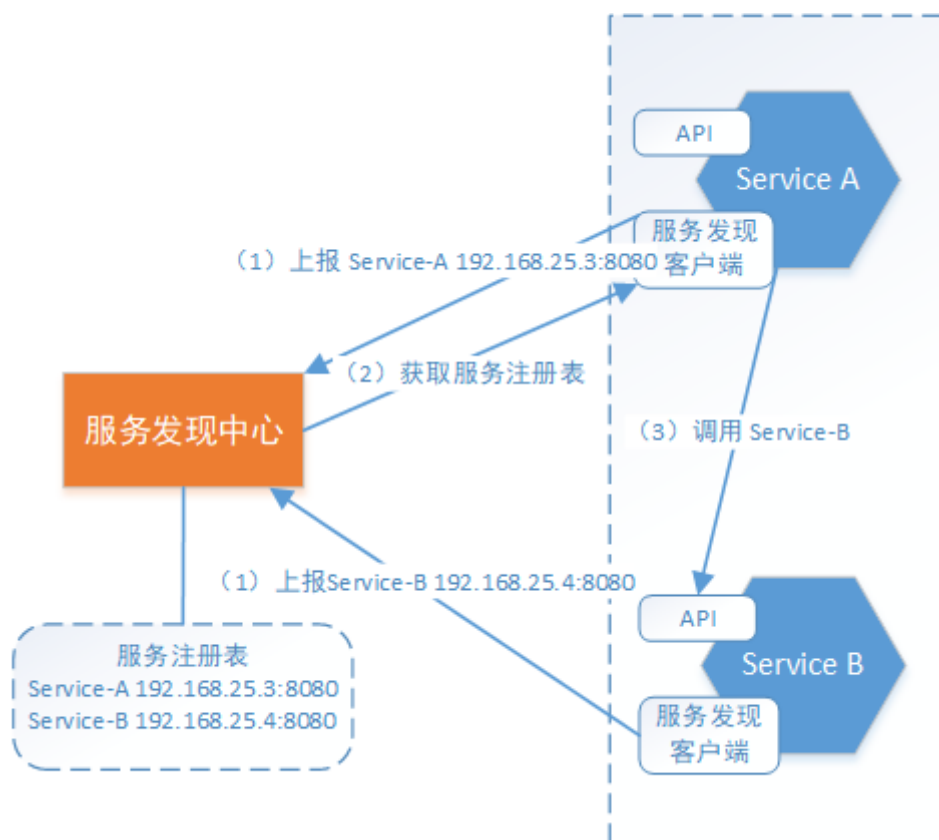 API
Service A
服务发现
客户端
（1）上报 Service-A 192.168.25.3:8080
（2）获取服务注册表
服务发现中心
（3）调用 Service-B
（1）上报Service-B 192.168.25.4:8080
API
Service B
服务注册表
Service-A 192.168.25.3:8080
Service-B 192.168.25.4:8080
服务发现
客户端